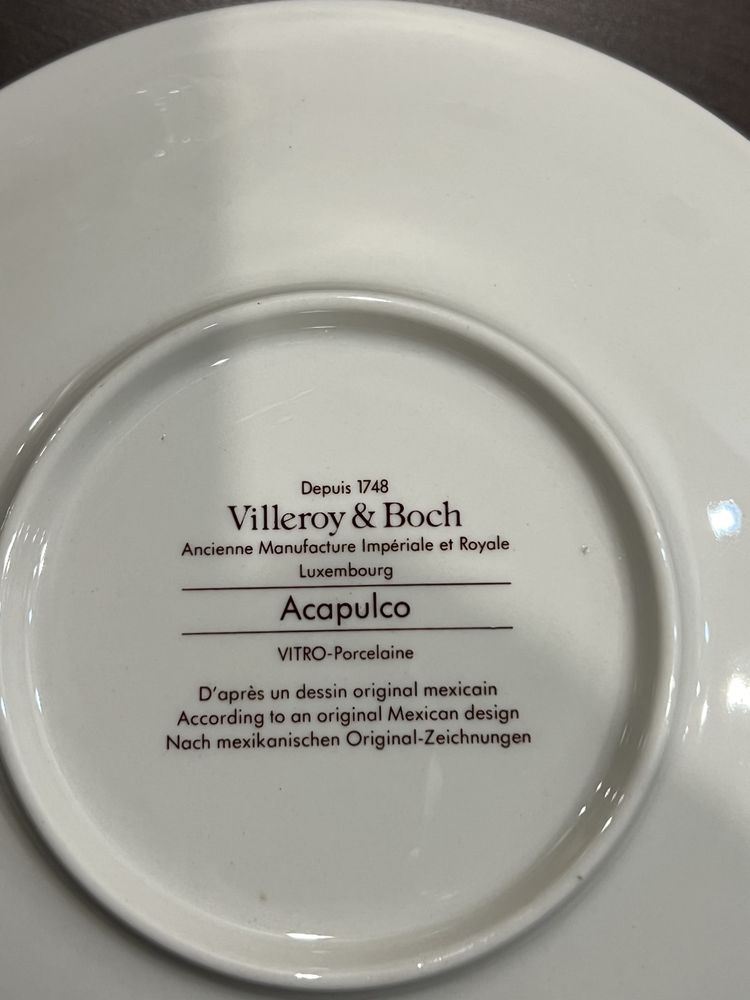 Depuis 1748
Villeroy & Boch
Ancienne Manufacture Impériale et Royale
Luxembourg
Acapulco
VITRO-Porcelaine
D'après un dessin original mexicain
According to an original Mexican design
Nach mexikanischen Original-Zeichnungen